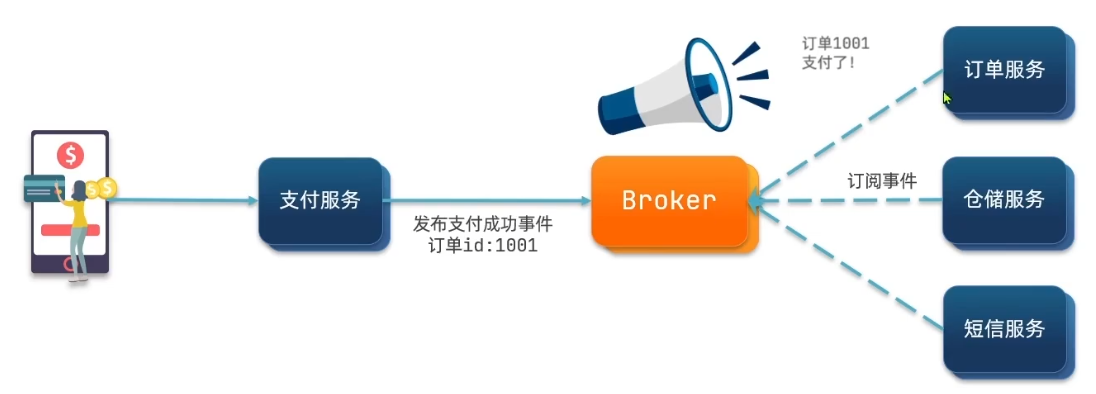 订单1001
支付了!
订单服务
支付服务
发布支付成功事件
订单id:1001
Broker
订阅事件
仓储服务
短信服务